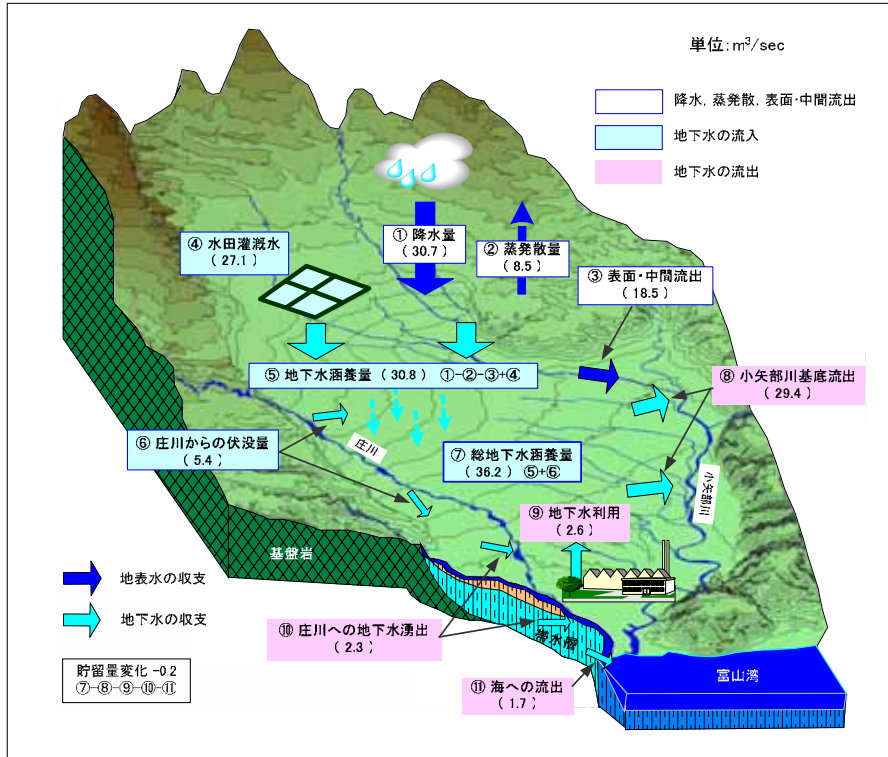 単位:m³/sec
降水, 蒸発散, 表面・中間流出
地下水の流入
地下水の流出
① 降水量
( 30.7 )
② 蒸発散量
( 8.5 )
④ 水田灌漑水
( 27.1 )
③ 表面・中間流出
( 18.5 )
⑤ 地下水涵養量 ( 30.8 ) ①-②-③+④
⑧ 小矢部川基底流出
( 29.4 )
⑥ 庄川からの伏没量
( 5.4 )
庄川
⑦ 総地下水涵養量
( 36.2 ) ⑤+⑥
小矢部川
⑨ 地下水利用
( 2.6 )
基盤岩
地表水の収支
地下水の収支
⑩ 庄川への地下水湧出
( 2.3 )
帯水層
貯留量変化 -0.2
⑦-⑧-⑨-⑩-⑪
⑪ 海への流出
( 1.7 )
富山湾